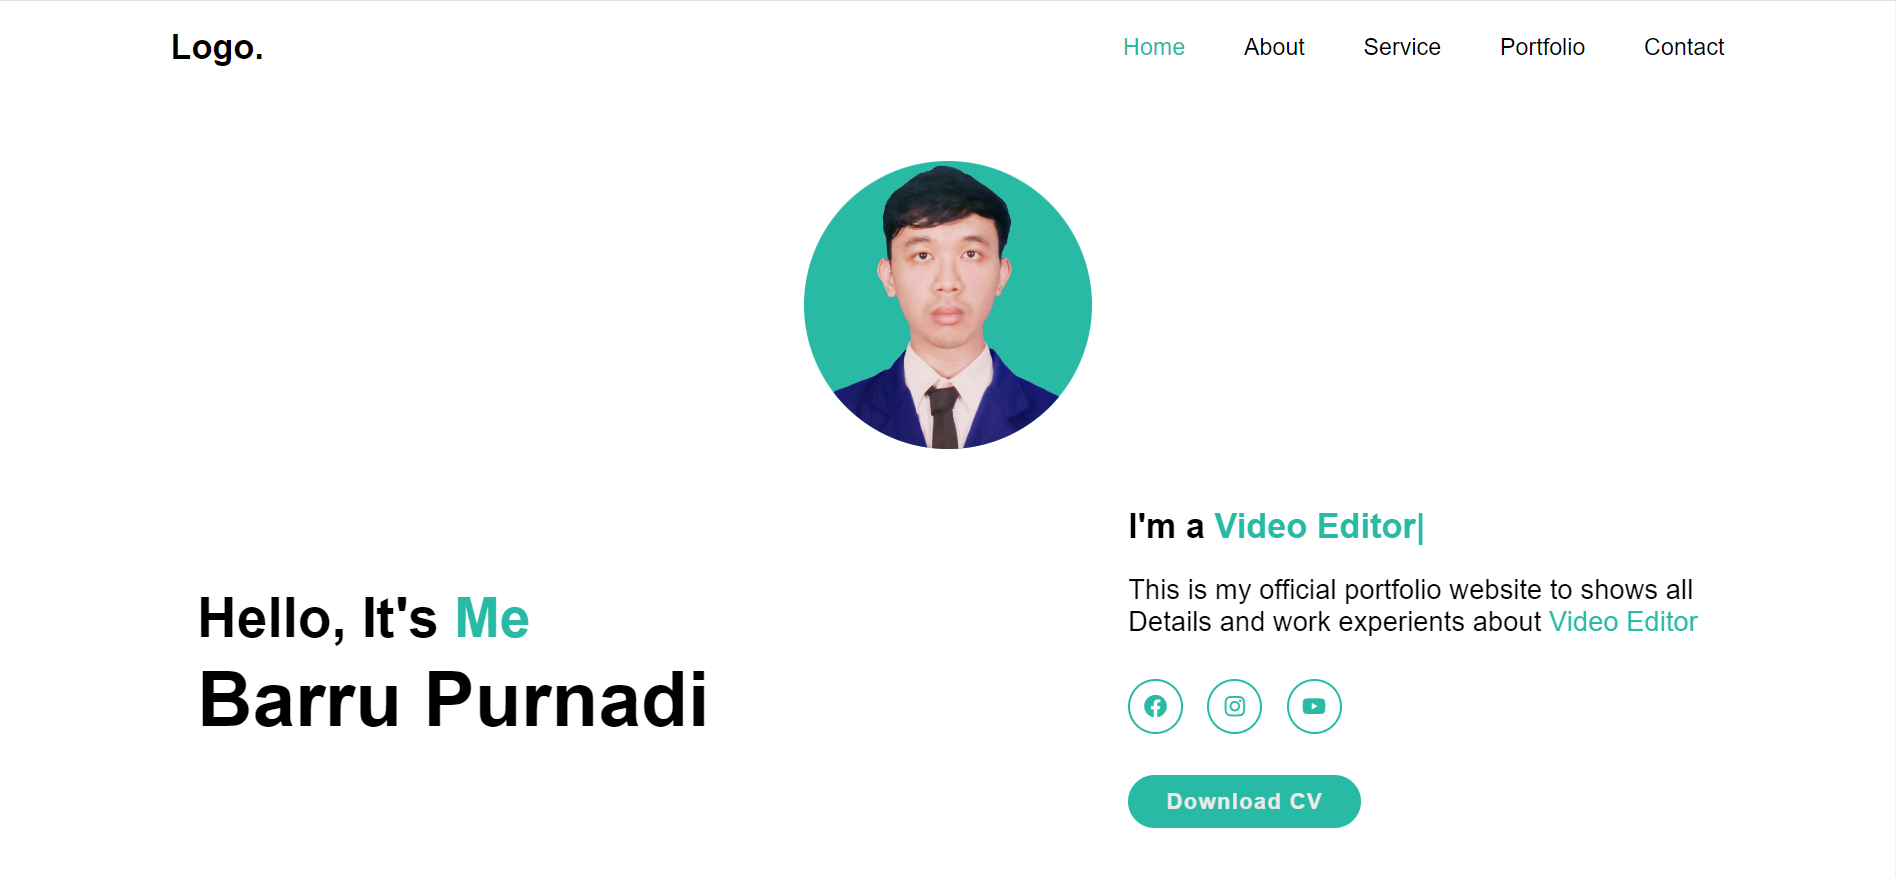 Logo.
Home About Service Portfolio Contact
Hello, It's Me
Barru Purnadi
I'm a Video Editor|
This is my official portfolio website to shows all
Details and work experients about Video Editor
Download CV